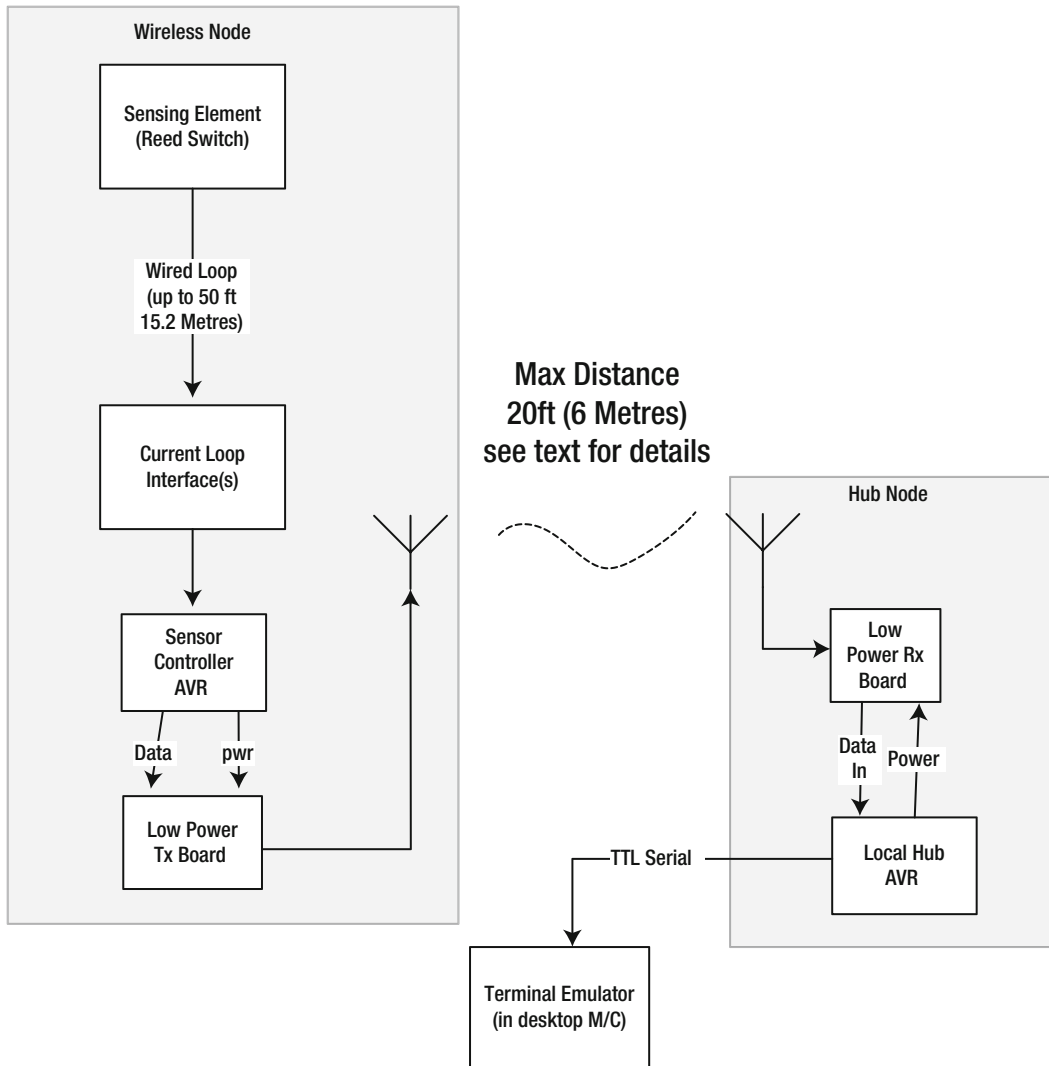 Wireless Node
Sensing Element
(Reed Switch)
Wired Loop
(up to 50 ft
15.2 Metres)
Current Loop
Interface(s)
Sensor
Controller
AVR
Data
pwr
Low Power
Tx Board
Max Distance
20ft (6 Metres)
see text for details
Hub Node
Low
Power Rx
Board
Data
In
Power
Local Hub
AVR
TTL Serial
Terminal Emulator
(in desktop M/C)